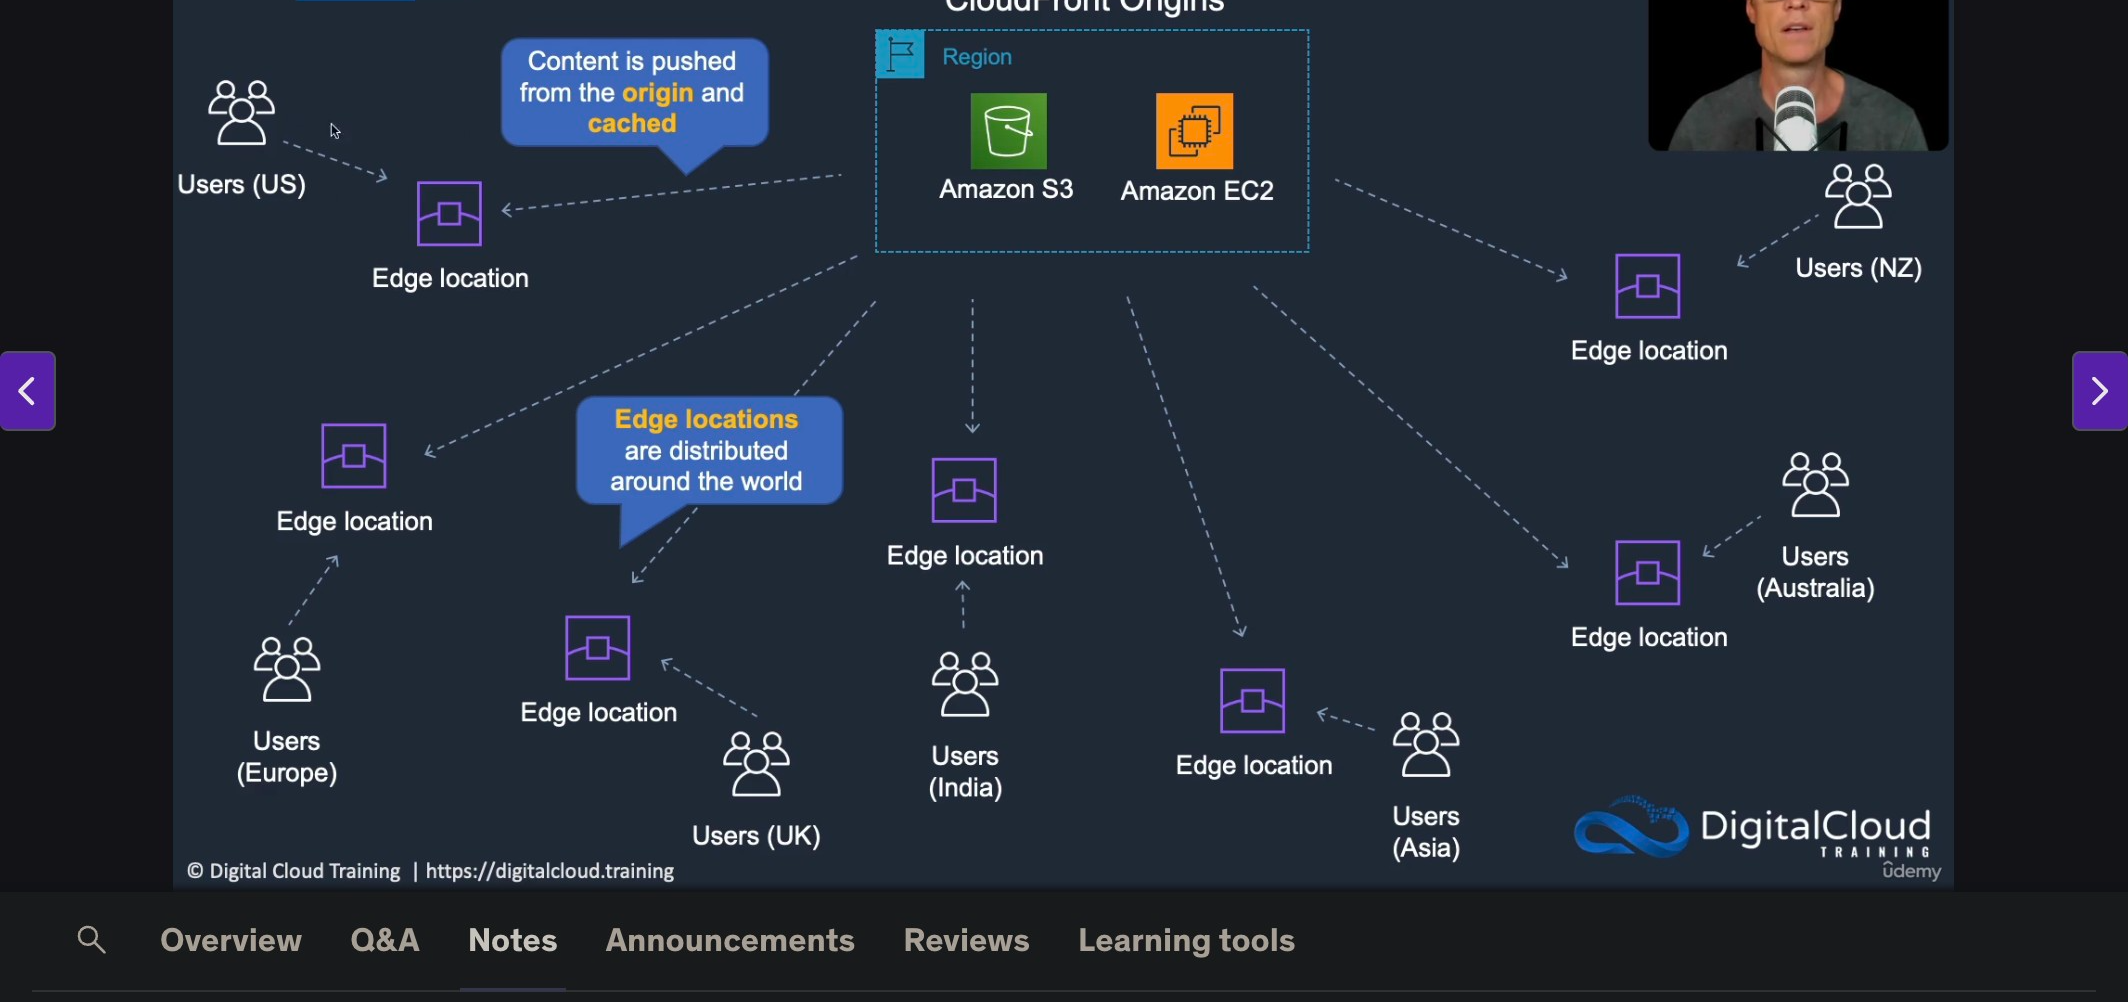 CloudFront Origins
Content is pushed
from the origin and
cached
Region
Amazon S3
Amazon EC2
Users (US)
Edge location
Users (NZ)
Edge location
Edge locations
are distributed
around the world
Edge location
Edge location
Users
(Australia)
Edge location
Users
(Europe)
Edge location
Users (UK)
Users
(India)
Edge location
Users
(Asia)
DigitalCloud
TRAINING
© Digital Cloud Training | https://digitalcloud.training
ûdemy
Overview
Q&A
Notes
Announcements
Reviews
Learning tools